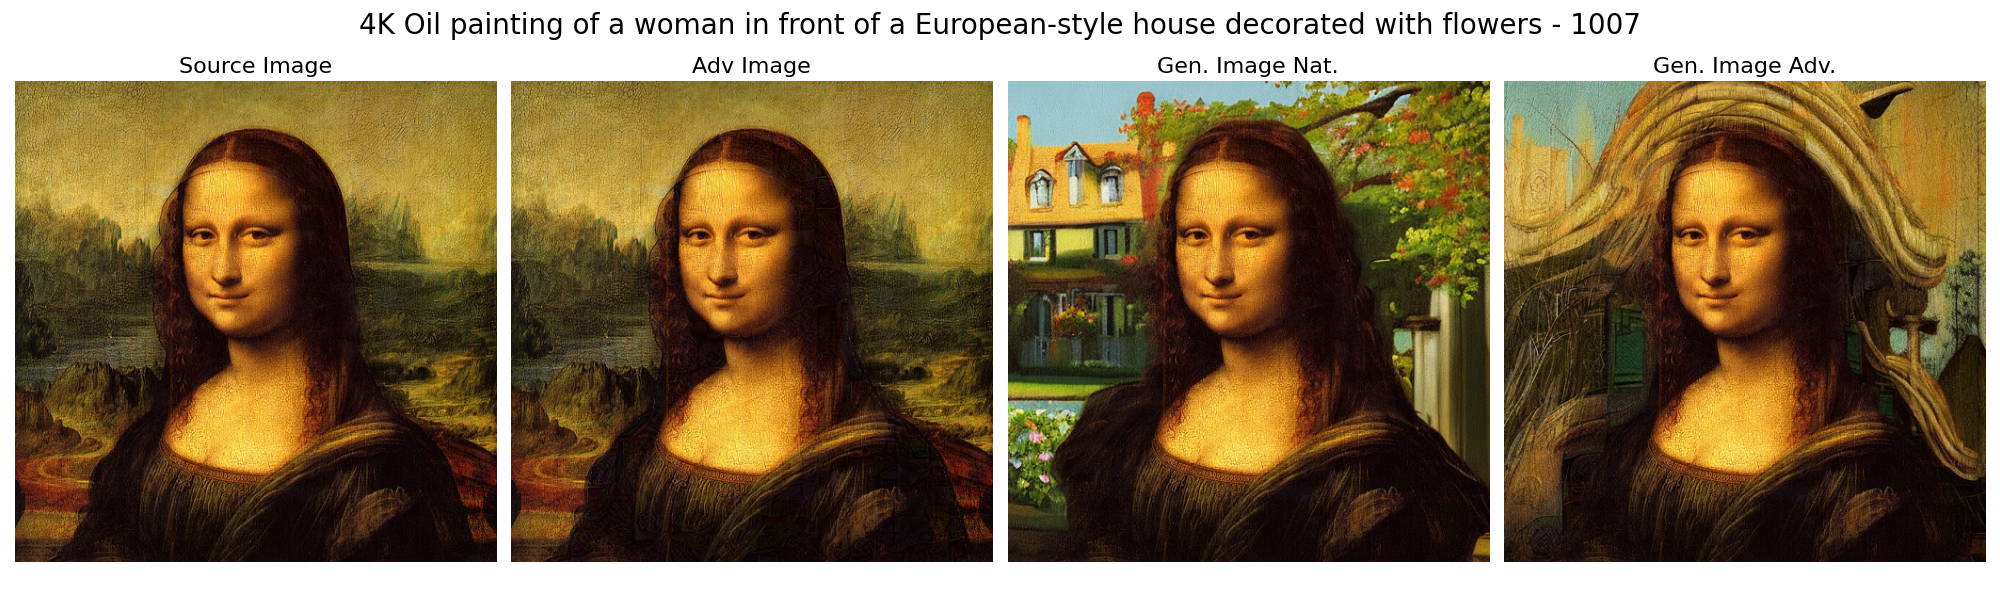 4K Oil painting of a woman in front of a European-style house decorated with flowers - 1007
Source Image
Adv Image
Gen. Image Nat.
Gen. Image Adv.